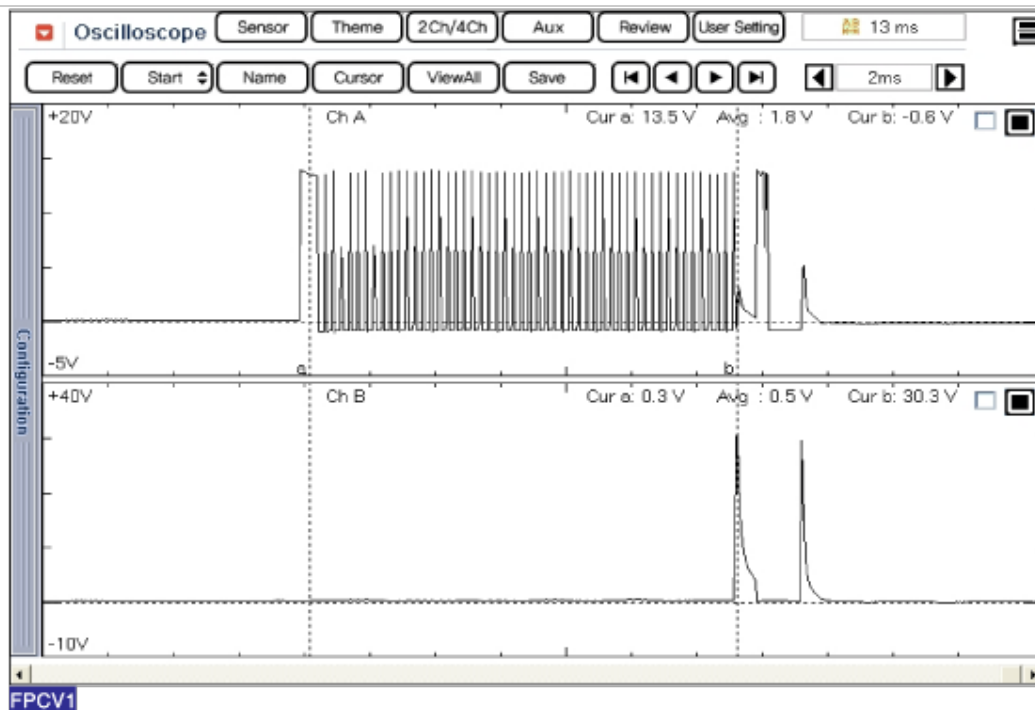 Oscilloscope Sensor Theme 2Ch/4Ch Aux Review User Setting AB 13 ms
Reset Start Name Cursor ViewAll Save 2ms
+20V Ch A Cur a: 13.5 V Avg : 1.8 V Cur b: -0.6 V
Configuration
-5V a b
+40V Ch B Cur a: 0.3 V Avg : 0.5 V Cur b: 30.3 V
-10V
FPCV1